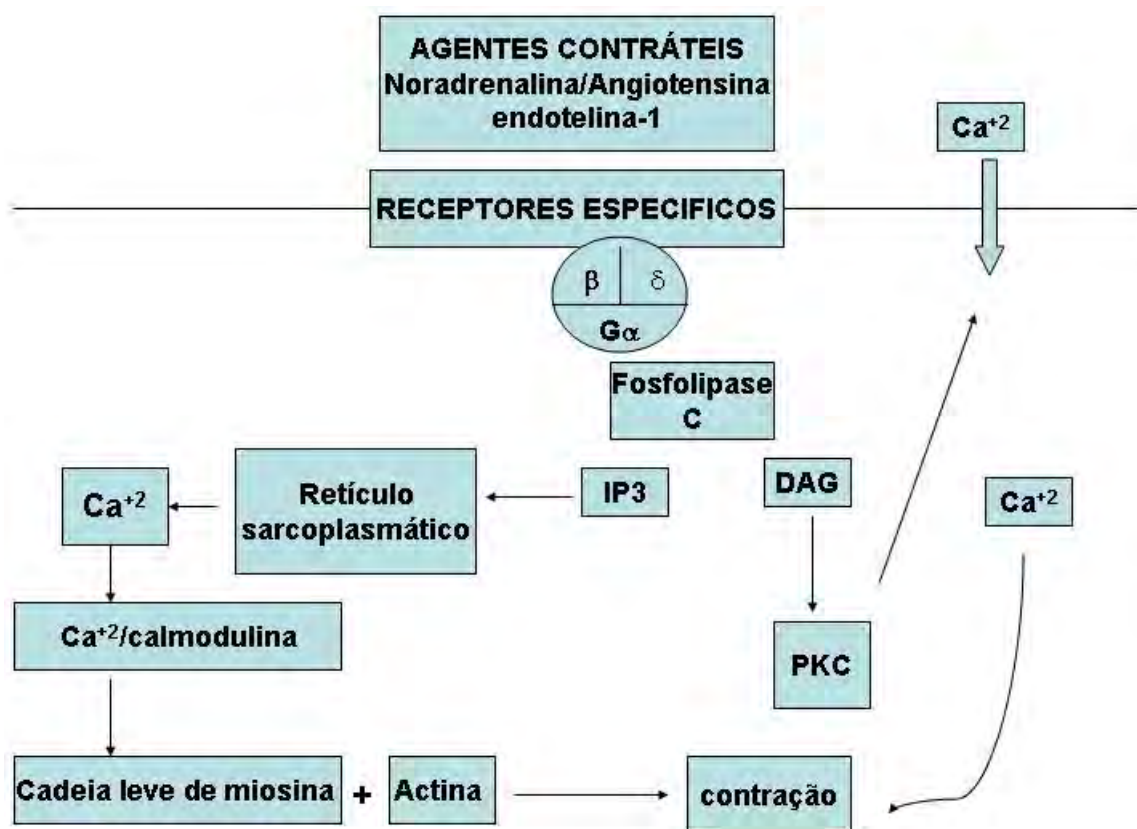 AGENTES CONTRÁTEIS
Noradrenalina/Angiotensina
endotelina-1
Ca+2
RECEPTORES ESPECIFICOS
β δ
Gα
Fosfolipase
C
Ca+2
Retículo
sarcoplasmático
IP3
DAG
Ca+2
Ca+2/calmodulina
PKC
Cadeia leve de miosina + Actina
contração